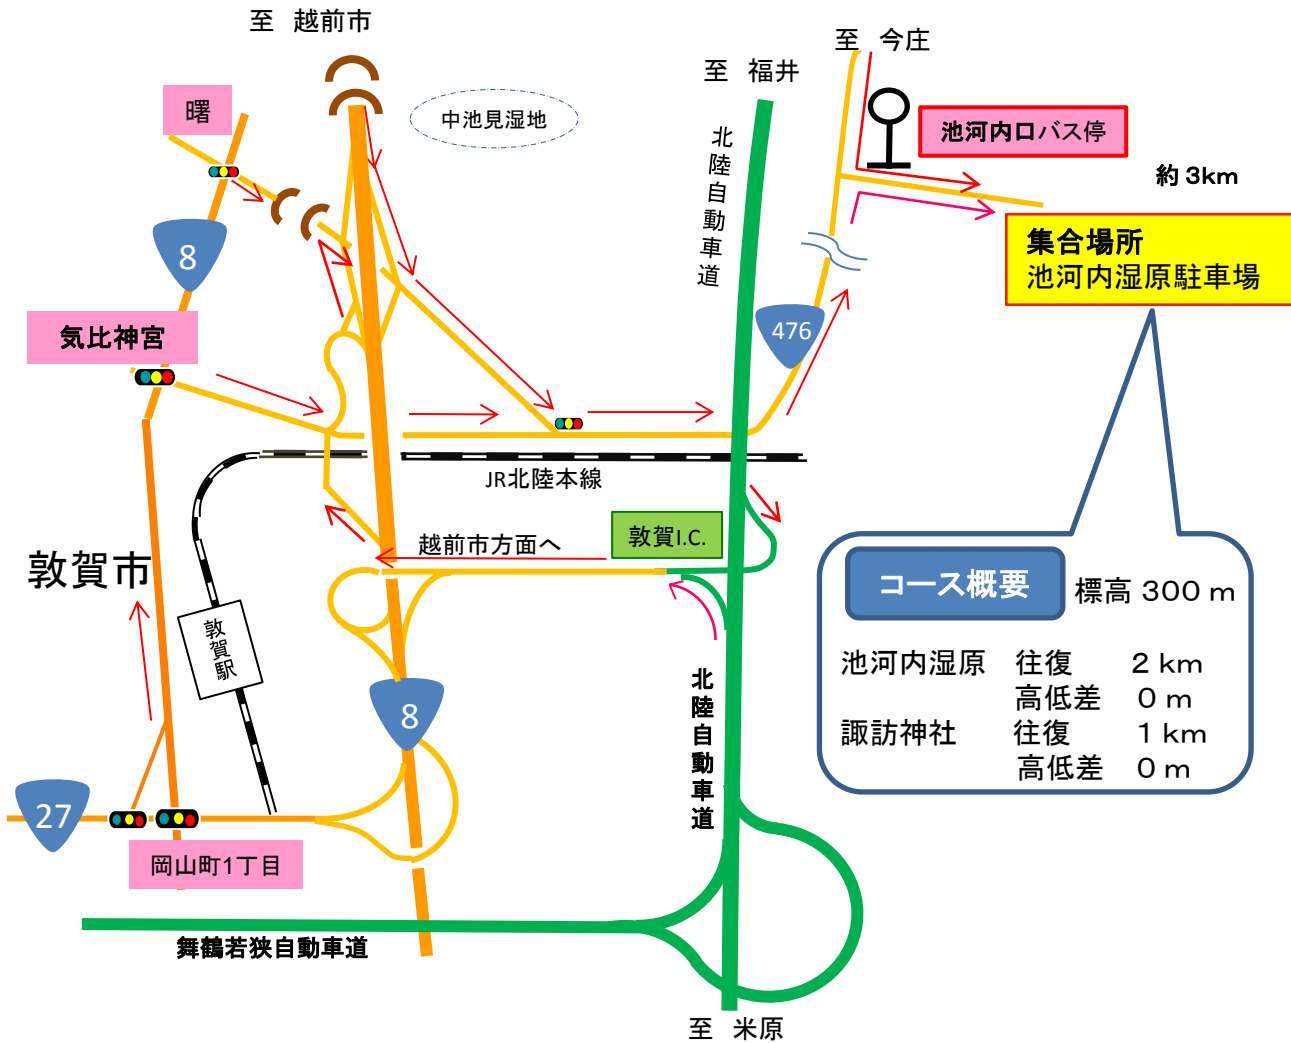 至　越前市
至　今庄
至　福井
曙
中池見湿地
池河内口バス停
北陸自動車道
約３ｋｍ
8
集合場所
池河内湿原駐車場
476
気比神宮
JR北陸本線
敦賀I.C.
越前市方面へ
敦賀市
コース概要　標高 300 ｍ
敦賀駅
池河内湿原　往復　２ｋｍ
高低差　０ｍ
諏訪神社　往復　１ｋｍ
高低差　０ｍ
北陸自動車道
8
27
岡山町1丁目
舞鶴若狭自動車道
至　米原